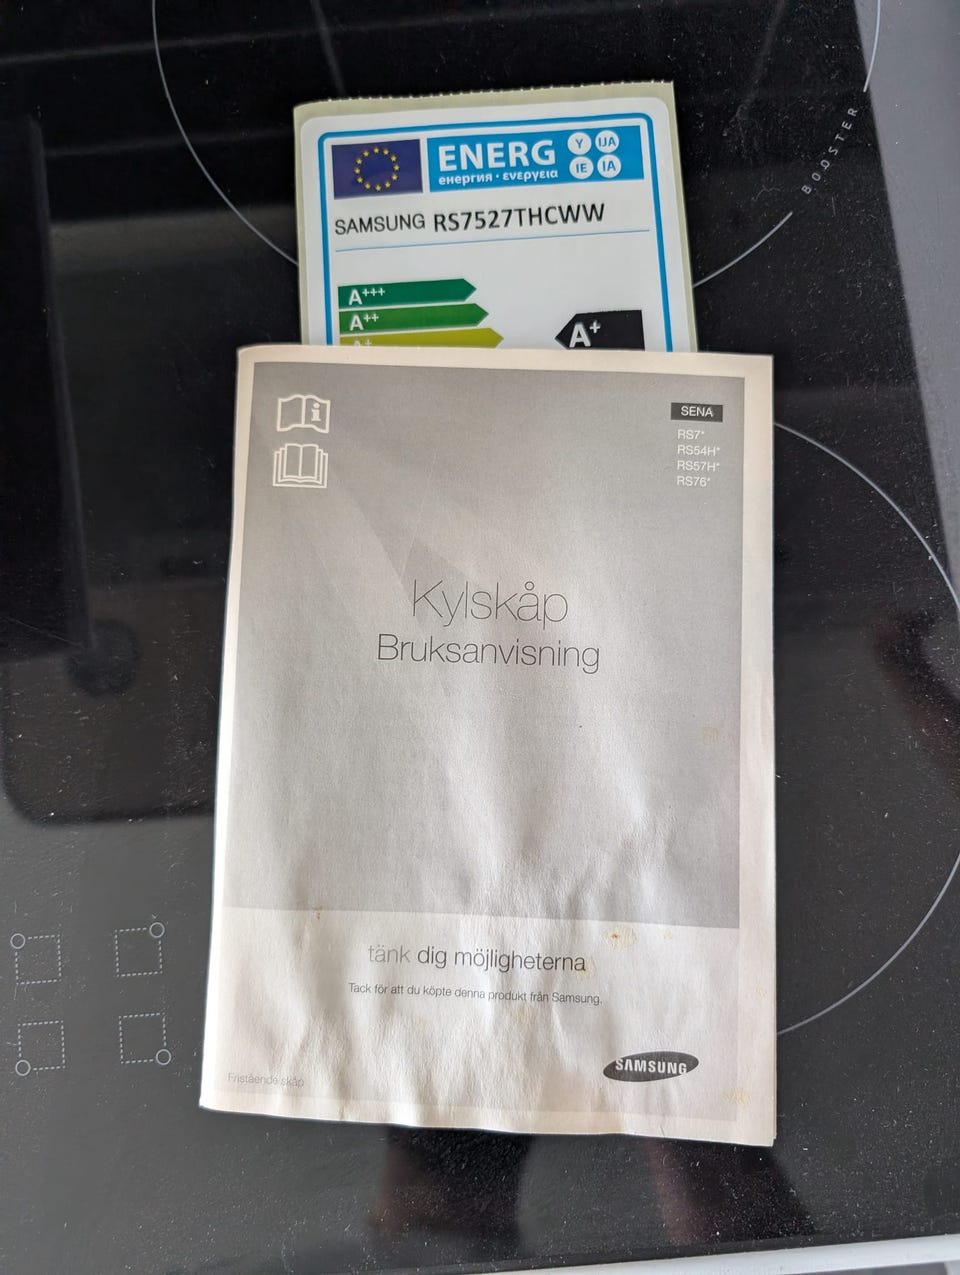 ENERG
енергия · ενεργεια
Y
IJA
IE
IA
SAMSUNG RS7527THCWW
A+++
A++
A+
A+
BOOSTER
i
SENA
RS7*
RS54H*
RS57H*
RS76*
Kylskåp
Bruksanvisning
tänk dig möjligheterna
Tack för att du köpte denna produkt från Samsung.
SAMSUNG
Fristående skåp